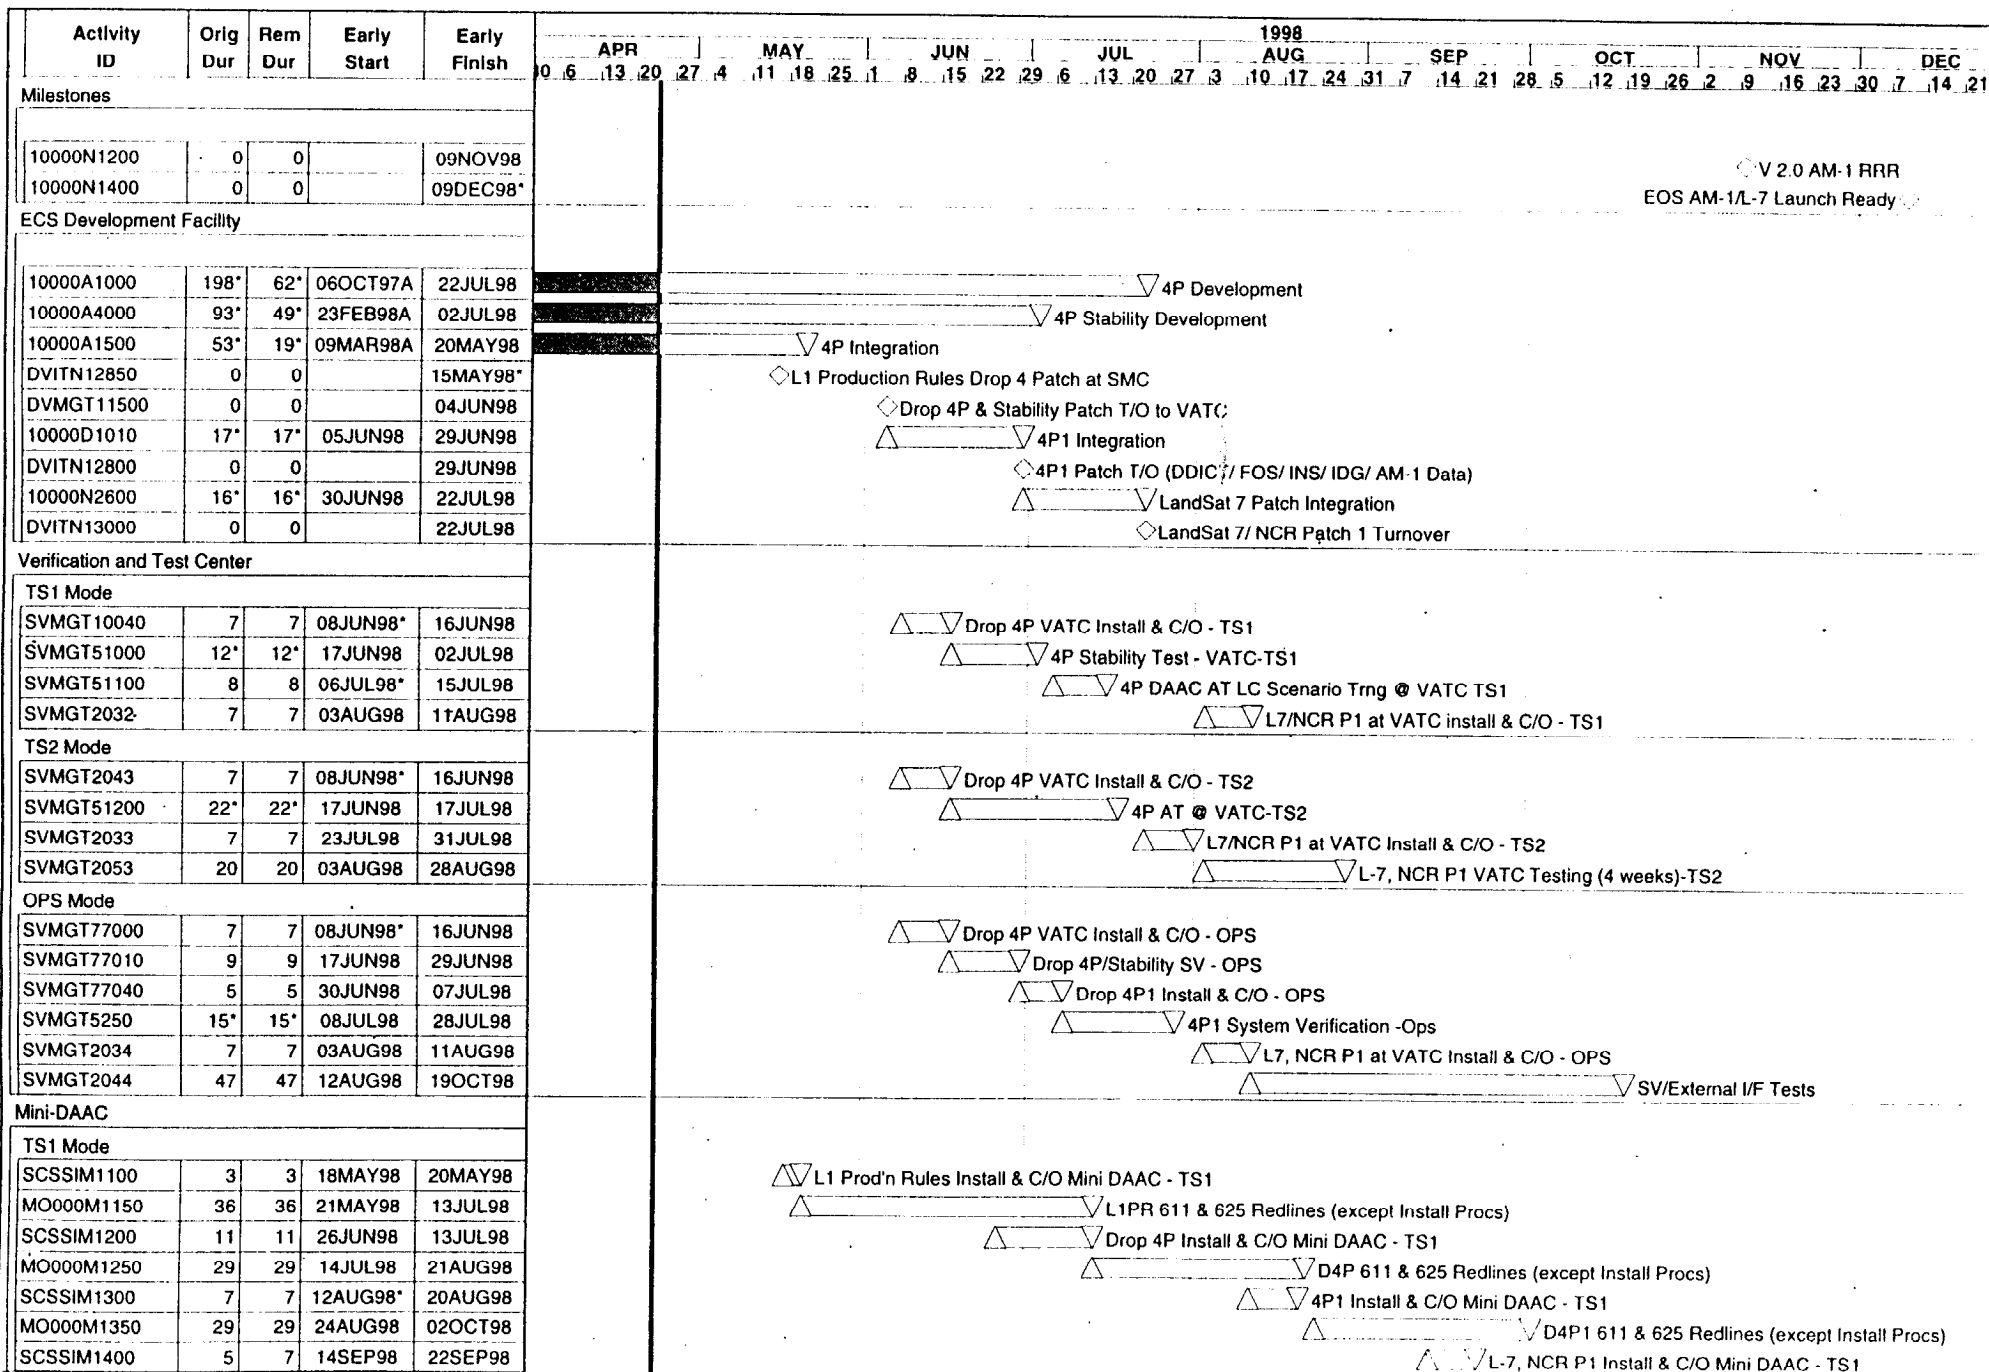 Activity ID Orig Dur Rem Dur Early Start Early Finish
1998
APR MAY JUN JUL AUG SEP OCT NOV DEC
30 6 13 20 27 4 11 18 25 1 8 15 22 29 6 13 20 27 3 10 17 24 31 7 14 21 28 5 12 19 26 2 9 16 23 30 7 14 21
Milestones
10000N1200 0 0 09NOV98 V 2.0 AM-1 RRR
10000N1400 0 0 09DEC98* EOS AM-1/L-7 Launch Ready
ECS Development Facility
10000A1000 198* 62* 06OCT97A 22JUL98 4P Development
10000A4000 93* 49* 23FEB98A 02JUL98 4P Stability Development
10000A1500 53* 19* 09MAR98A 20MAY98 4P Integration
DVITN12850 0 0 15MAY98* L1 Production Rules Drop 4 Patch at SMC
DVMGT11500 0 0 04JUN98 Drop 4P & Stability Patch T/O to VATC
10000D1010 17* 17* 05JUN98 29JUN98 4P1 Integration
DVITN12800 0 0 29JUN98 4P1 Patch T/O (DDICT/ FOS/ INS/ IDG/ AM-1 Data)
10000N2600 16* 16* 30JUN98 22JUL98 LandSat 7 Patch Integration
DVITN13000 0 0 22JUL98 LandSat 7/ NCR Patch 1 Turnover
Verification and Test Center
TS1 Mode
SVMGT10040 7 7 08JUN98* 16JUN98 Drop 4P VATC Install & C/O - TS1
SVMGT51000 12* 12* 17JUN98 02JUL98 4P Stability Test - VATC-TS1
SVMGT51100 8 8 06JUL98* 15JUL98 4P DAAC AT LC Scenario Trng @ VATC TS1
SVMGT2032 7 7 03AUG98 11AUG98 L7/NCR P1 at VATC install & C/O - TS1
TS2 Mode
SVMGT2043 7 7 08JUN98* 16JUN98 Drop 4P VATC Install & C/O - TS2
SVMGT51200 22* 22* 17JUN98 17JUL98 4P AT @ VATC-TS2
SVMGT2033 7 7 23JUL98 31JUL98 L7/NCR P1 at VATC Install & C/O - TS2
SVMGT2053 20 20 03AUG98 28AUG98 L-7, NCR P1 VATC Testing (4 weeks)-TS2
OPS Mode
SVMGT77000 7 7 08JUN98* 16JUN98 Drop 4P VATC Install & C/O - OPS
SVMGT77010 9 9 17JUN98 29JUN98 Drop 4P/Stability SV - OPS
SVMGT77040 5 5 30JUN98 07JUL98 Drop 4P1 Install & C/O - OPS
SVMGT5250 15* 15* 08JUL98 28JUL98 4P1 System Verification -Ops
SVMGT2034 7 7 03AUG98 11AUG98 L7, NCR P1 at VATC Install & C/O - OPS
SVMGT2044 47 47 12AUG98 19OCT98 SV/External I/F Tests
Mini-DAAC
TS1 Mode
SCSSIM1100 3 3 18MAY98 20MAY98 L1 Prod'n Rules Install & C/O Mini DAAC - TS1
MO000M1150 36 36 21MAY98 13JUL98 L1PR 611 & 625 Redlines (except Install Procs)
SCSSIM1200 11 11 26JUN98 13JUL98 Drop 4P Install & C/O Mini DAAC - TS1
MO000M1250 29 29 14JUL98 21AUG98 D4P 611 & 625 Redlines (except Install Procs)
SCSSIM1300 7 7 12AUG98* 20AUG98 4P1 Install & C/O Mini DAAC - TS1
MO000M1350 29 29 24AUG98 02OCT98 D4P1 611 & 625 Redlines (except Install Procs)
SCSSIM1400 5 7 14SEP98 22SEP98 L-7, NCR P1 Install & C/O Mini DAAC - TS1